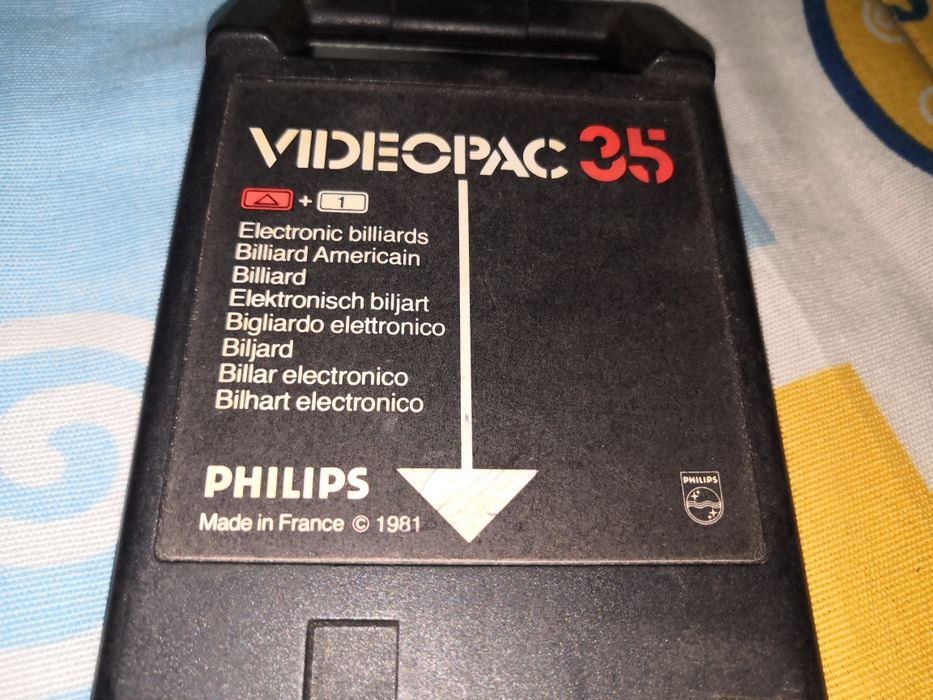 VIDEOPAC 35
+ 1
Electronic billiards
Billiard Americain
Billiard
Elektronisch biljart
Bigliardo elettronico
Biljard
Billar electronico
Bilhart electronico
PHILIPS
Made in France © 1981
PHILIPS